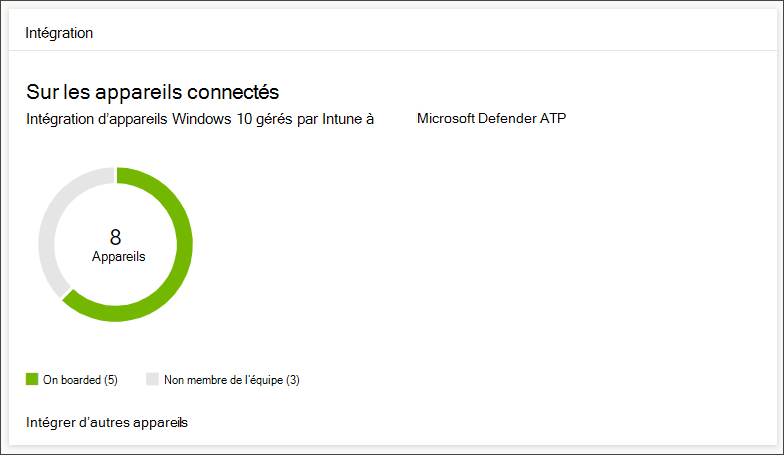 Intégration
Sur les appareils connectés
Intégration d'appareils Windows 10 gérés par Intune à Microsoft Defender ATP
8
Appareils
On boarded (5) Non membre de l'équipe (3)
Intégrer d'autres appareils